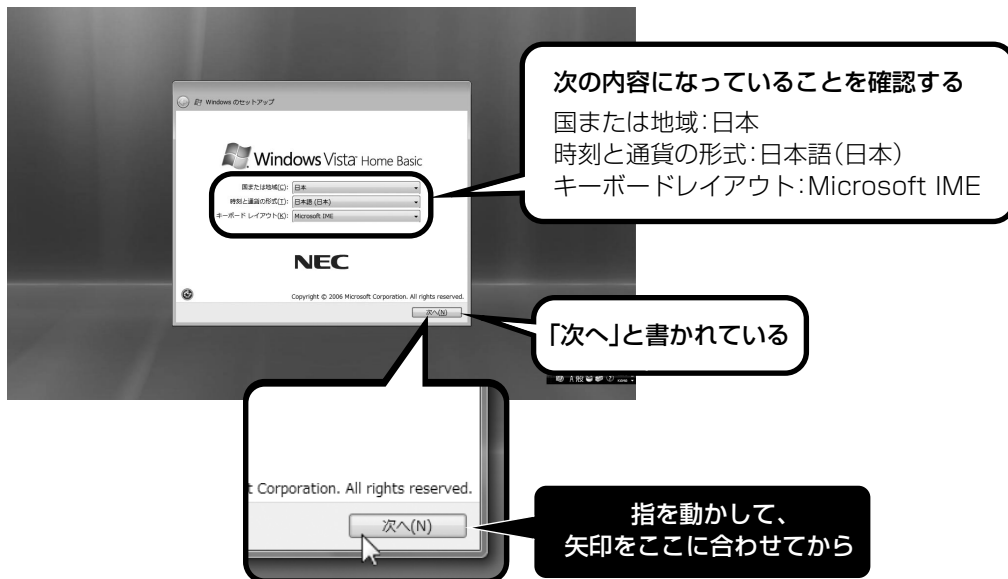 Windows のセットアップ
Windows Vista Home Basic
国または地域(C): 日本
時刻と通貨の形式(T): 日本語 (日本)
キーボード レイアウト(K): Microsoft IME
NEC
Copyright © 2006 Microsoft Corporation. All rights reserved.
次へ(N)
次の内容になっていることを確認する
国または地域：日本
時刻と通貨の形式：日本語（日本）
キーボードレイアウト：Microsoft IME
「次へ」と書かれている
A 般
KANA
t Corporation. All rights reserved.
次へ(N)
指を動かして、
矢印をここに合わせてから